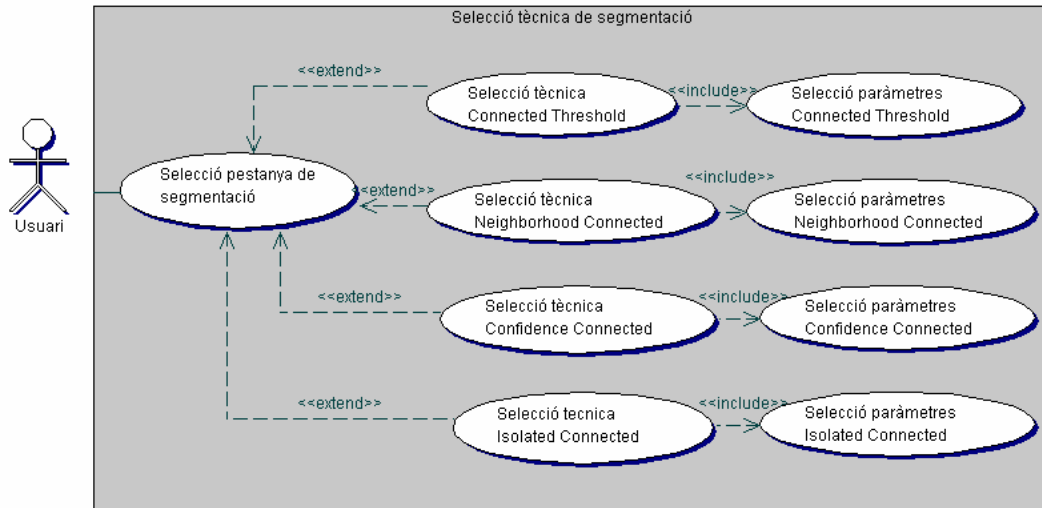 Selecció tècnica de segmentació
<<extend>>
Selecció tècnica
Connected Threshold
<<include>>
Selecció paràmetres
Connected Threshold
Usuari
Selecció pestanya de
segmentació
<<extend>>
Selecció tècnica
Neighborhood Connected
<<include>>
Selecció paràmetres
Neighborhood Connected
<<extend>>
Selecció tècnica
Confidence Connected
<<include>>
Selecció paràmetres
Confidence Connected
<<extend>>
Selecció tecnica
Isolated Connected
<<include>>
Selecció paràmetres
Isolated Connected